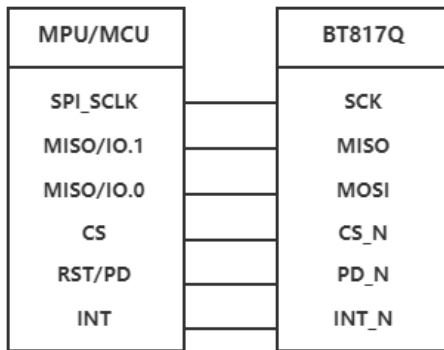 MPU/MCU BT817Q
SPI_SCLK SCK
MISO/IO.1 MISO
MISO/IO.0 MOSI
CS CS_N
RST/PD PD_N
INT INT_N